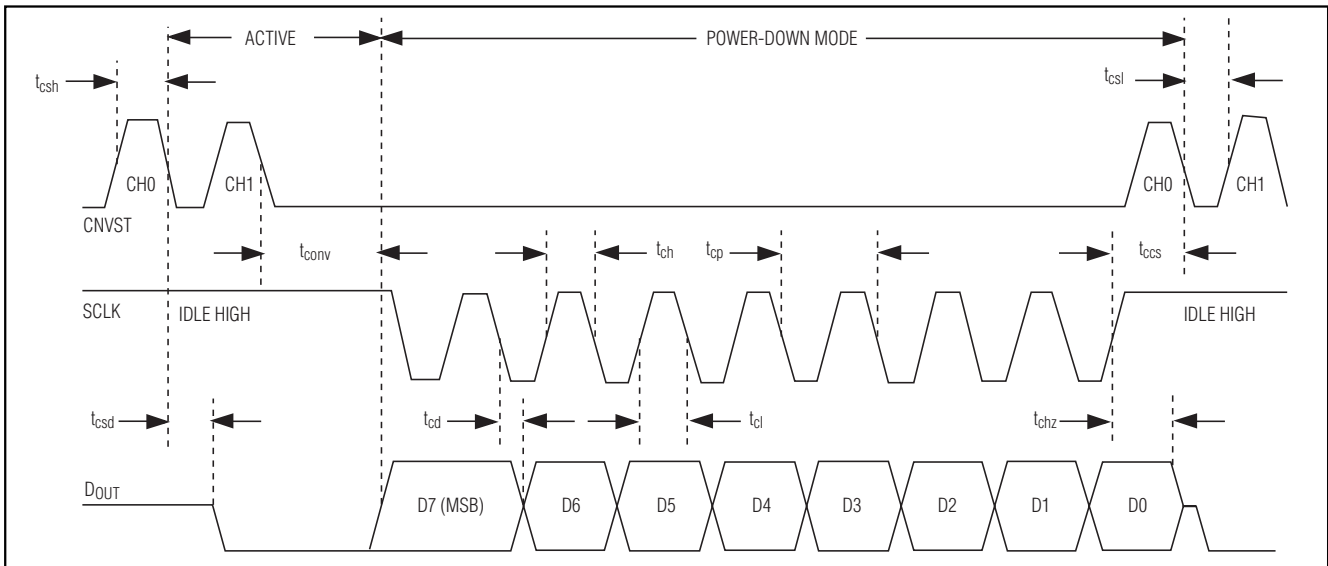 ACTIVE
POWER-DOWN MODE
tcsh
tcsl
CH0
CH1
CH0
CH1
CNVST
tconv
tch
tcp
tccs
SCLK
IDLE HIGH
IDLE HIGH
tcsd
tcd
tcl
tchz
DOUT
D7 (MSB)
D6
D5
D4
D3
D2
D1
D0